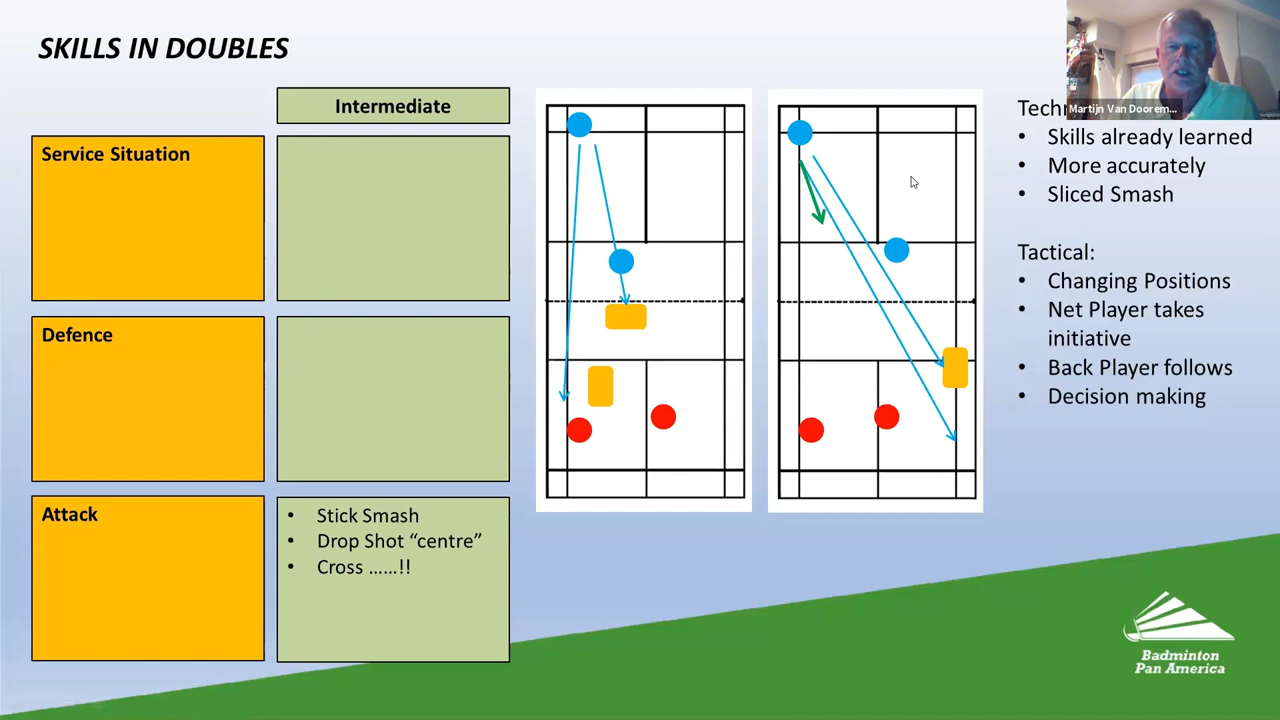 SKILLS IN DOUBLES
Intermediate
Service Situation
Defence
Attack
• Stick Smash
• Drop Shot “centre”
• Cross ......!!
Martijn Van Doorem...
• Skills already learned
• More accurately
• Sliced Smash
Tactical:
• Changing Positions
• Net Player takes
initiative
• Back Player follows
• Decision making
Badminton
Pan America